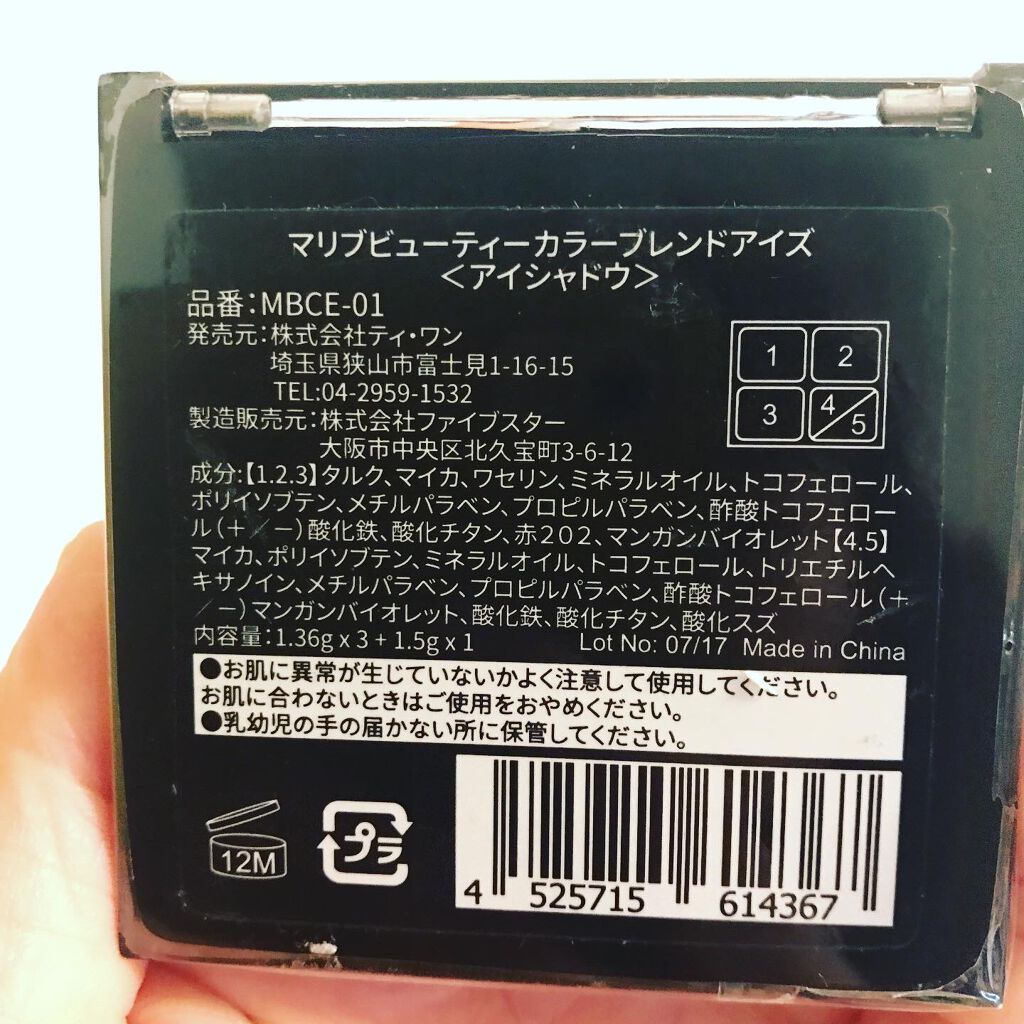 マリブビューティーカラーブレンドアイズ
＜アイシャドウ＞
品番：MBCE-01
発売元：株式会社ティ・ワン
埼玉県狭山市富士見1-16-15
TEL:04-2959-1532
製造販売元：株式会社ファイブスター
大阪市中央区北久宝町3-6-12
1
2
3
4/5
成分:【1.2.3】タルク、マイカ、ワセリン、ミネラルオイル、トコフェロール、
ポリイソブテン、メチルパラベン、プロピルパラベン、酢酸トコフェロー
ル（＋／－）酸化鉄、酸化チタン、赤202、マンガンバイオレット【4.5】
マイカ、ポリイソブテン、ミネラルオイル、トコフェロール、トリエチルヘ
キサノイン、メチルパラベン、プロピルパラベン、酢酸トコフェロール（＋
／－）マンガンバイオレット、酸化鉄、酸化チタン、酸化スズ
内容量：1.36g x 3 + 1.5g x 1 Lot No: 07/17 Made in China
●お肌に異常が生じていないかよく注意して使用してください。
お肌に合わないときはご使用をおやめください。
●乳幼児の手の届かない所に保管してください。
12M
プラ
4 525715 614367